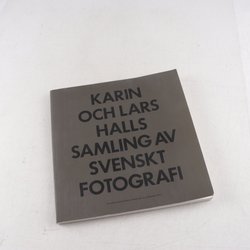 KARIN
OCH LARS
HALLS
SAMLING AV
SVENSKT
FOTOGRAFI